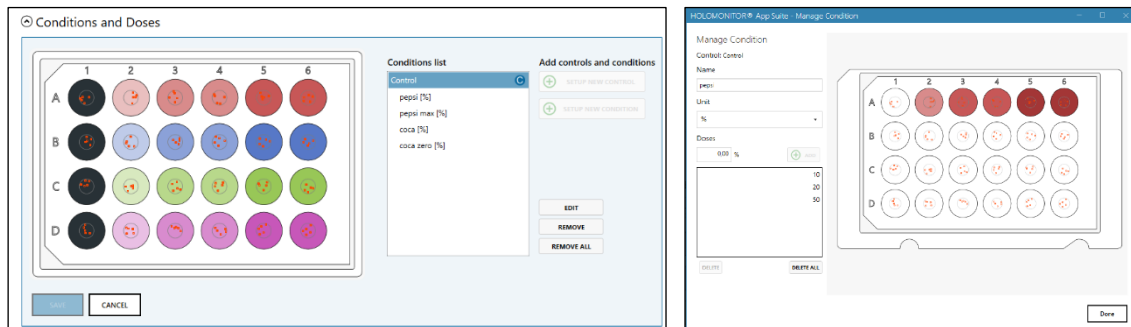 Conditions and Doses
1 2 3 4 5 6
A
B
C
D
Conditions list
Control C
pepsi [%]
pepsi max [%]
coca [%]
coca zero [%]
Add controls and conditions
SETUP NEW CONTROL
SETUP NEW CONDITION
EDIT
REMOVE
REMOVE ALL
SAVE CANCEL
HOLOMONITOR® App Suite - Manage Condition
Manage Condition
Control: Control
Name
pepsi
Unit
%
Doses
0,00 % ADD
10
20
50
DELETE DELETE ALL
1 2 3 4 5 6
A
B
C
D
Done